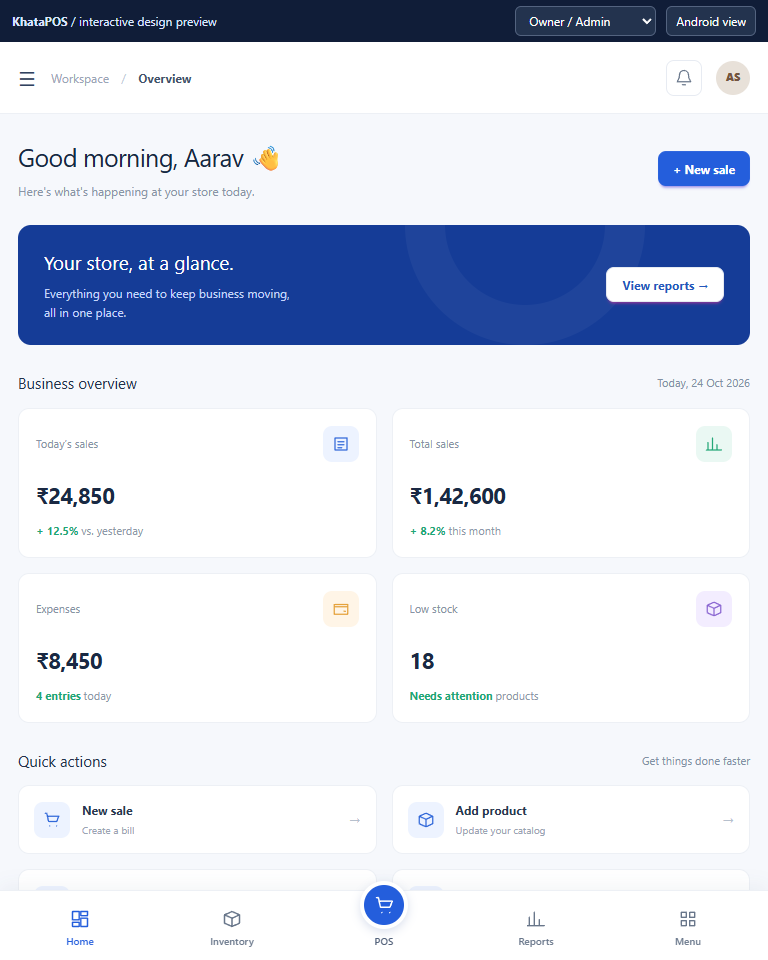 KhataPOS / interactive design preview
Owner / Admin
Android view
Workspace / Overview
AS
Good morning, Aarav 👋
Here's what's happening at your store today.
+ New sale
Your store, at a glance.
Everything you need to keep business moving,
all in one place.
View reports →
Business overview
Today, 24 Oct 2026
Today's sales
₹24,850
+ 12.5% vs. yesterday
Total sales
₹1,42,600
+ 8.2% this month
Expenses
₹8,450
4 entries today
Low stock
18
Needs attention products
Quick actions
Get things done faster
New sale
Create a bill
→
Add product
Update your catalog
→
Home
Inventory
POS
Reports
Menu